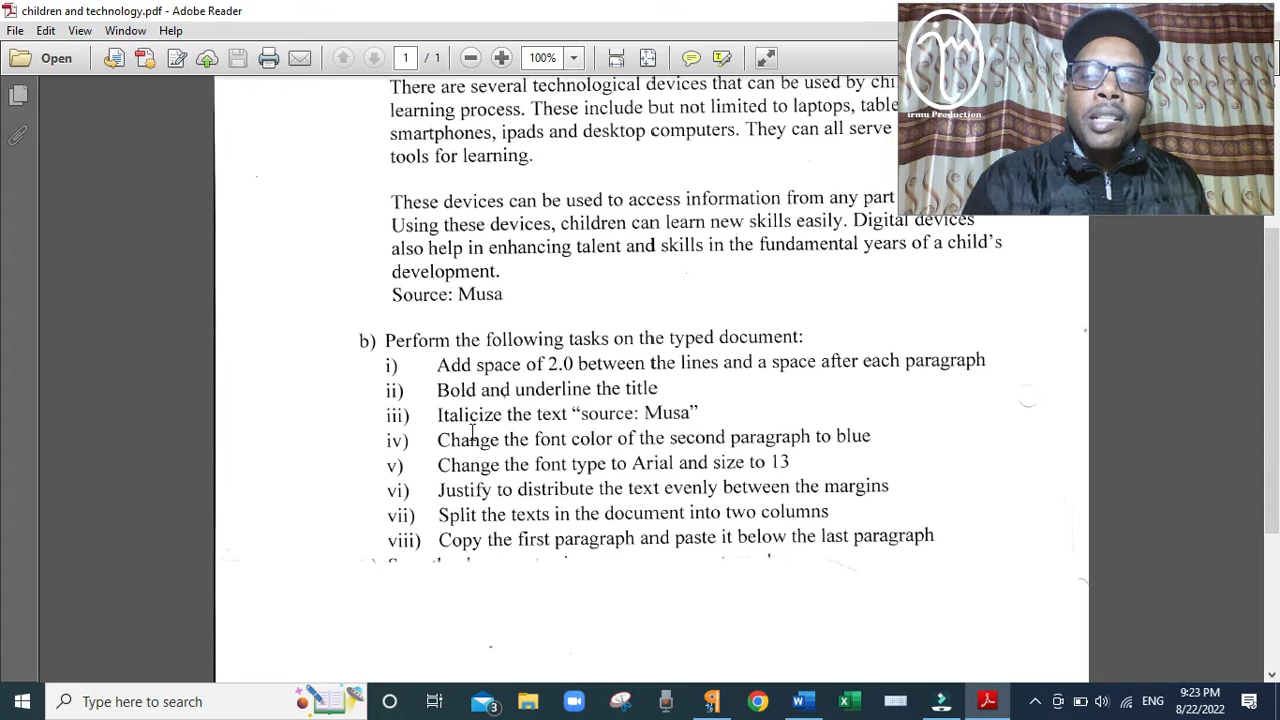 children and technology.pdf - Adobe Reader
File Edit View Window Help
Open
1 / 1
100%
irmu Production
There are several technological devices that can be used by chi
learning process. These include but not limited to laptops, table
smartphones, ipads and desktop computers. They can all serve
tools for learning.
These devices can be used to access information from any part
Using these devices, children can learn new skills easily. Digital devices
also help in enhancing talent and skills in the fundamental years of a child's
development.
Source: Musa
b) Perform the following tasks on the typed document:
i) Add space of 2.0 between the lines and a space after each paragraph
ii) Bold and underline the title
iii) Italicize the text “source: Musa”
iv) Change the font color of the second paragraph to blue
v) Change the font type to Arial and size to 13
vi) Justify to distribute the text evenly between the margins
vii) Split the texts in the document into two columns
viii) Copy the first paragraph and paste it below the last paragraph
Type here to search
3
9:23 PM
8/22/2022